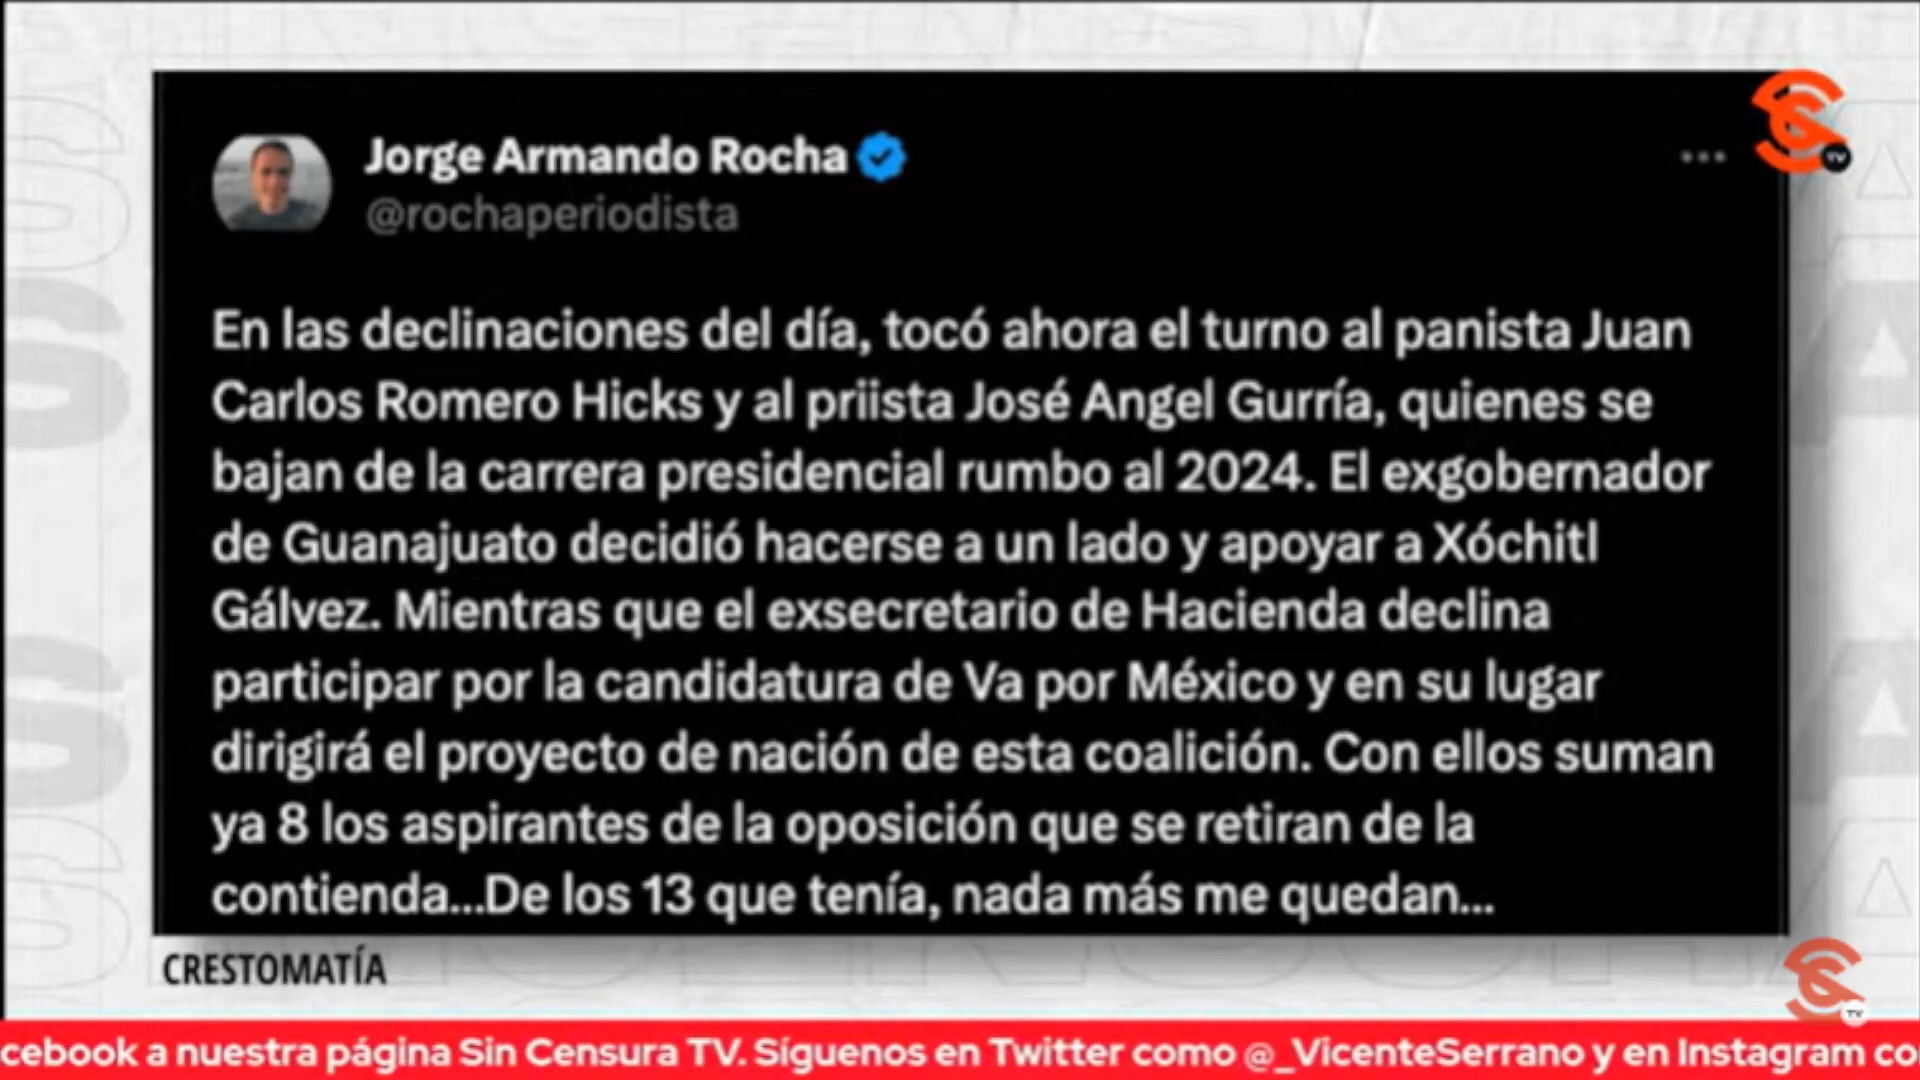 Jorge Armando Rocha
@rochaperiodista
En las declinaciones del día, tocó ahora el turno al panista Juan
Carlos Romero Hicks y al priista José Angel Gurría, quienes se
bajan de la carrera presidencial rumbo al 2024. El exgobernador
de Guanajuato decidió hacerse a un lado y apoyar a Xóchitl
Gálvez. Mientras que el exsecretario de Hacienda declina
participar por la candidatura de Va por México y en su lugar
dirigirá el proyecto de nación de esta coalición. Con ellos suman
ya 8 los aspirantes de la oposición que se retiran de la
contienda...De los 13 que tenía, nada más me quedan...
TV
CRESTOMATÍA
TV
cebook a nuestra página Sin Censura TV. Síguenos en Twitter como @_VicenteSerrano y en Instagram co